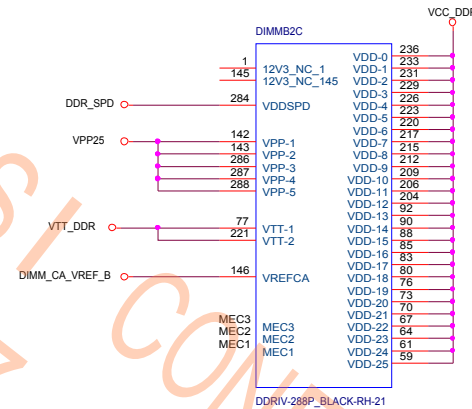 VCC_DDR
DIMMB2C
1 12V3_NC_1
145 12V3_NC_145
DDR_SPD 284 VDDSPD
VPP25 142 VPP-1
143 VPP-2
286 VPP-3
287 VPP-4
288 VPP-5
VTT_DDR 77 VTT-1
221 VTT-2
DIMM_CA_VREF_B 146 VREFCA
MEC3 MEC3
MEC2 MEC2
MEC1 MEC1
VDD-0 236
VDD-1 233
VDD-2 231
VDD-3 229
VDD-4 226
VDD-5 223
VDD-6 220
VDD-7 217
VDD-8 215
VDD-9 212
VDD-10 209
VDD-11 206
VDD-12 204
VDD-13 92
VDD-14 90
VDD-15 88
VDD-16 85
VDD-17 83
VDD-18 80
VDD-19 76
VDD-20 73
VDD-21 70
VDD-22 67
VDD-23 64
VDD-24 61
VDD-25 59
DDRIV-288P_BLACK-RH-21